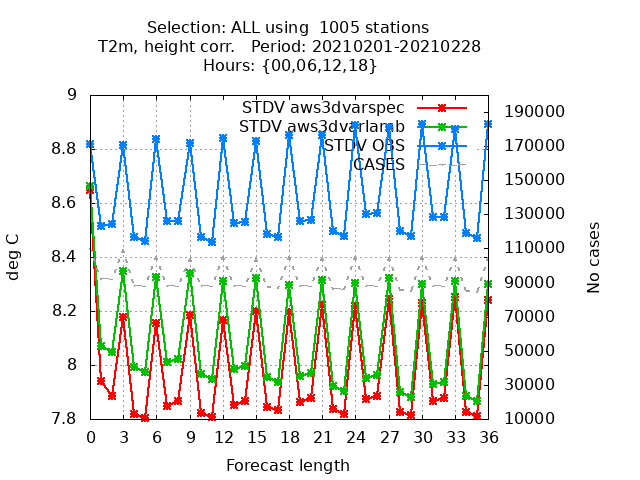 Selection: ALL using  1005 stations
T2m, height corr.   Period: 20210201-20210228
Hours: {00,06,12,18}
STDV aws3dvarspec
STDV aws3dvarlamb
STDV OBS
CASES
9
8.8
8.6
8.4
8.2
8
7.8
deg C
190000
170000
150000
130000
110000
90000
70000
50000
30000
10000
No cases
0 3 6 9 12 15 18 21 24 27 30 33 36
Forecast length